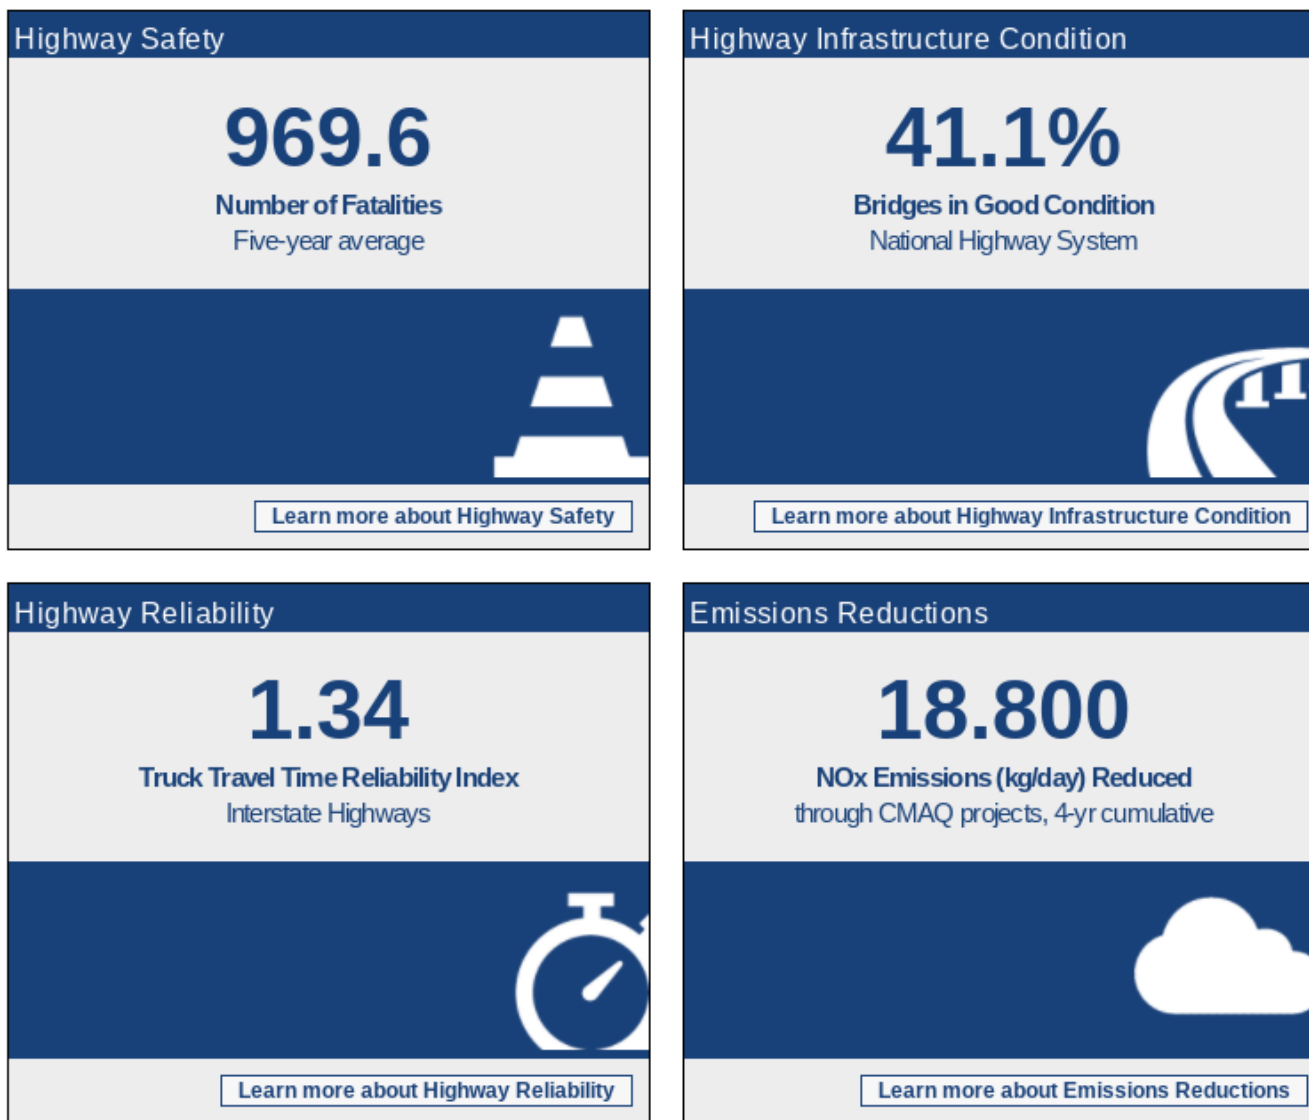 Highway Safety
969.6
Number of Fatalities
Five-year average
Learn more about Highway Safety
Highway Infrastructure Condition
41.1%
Bridges in Good Condition
National Highway System
Learn more about Highway Infrastructure Condition
Highway Reliability
1.34
Truck Travel Time Reliability Index
Interstate Highways
Learn more about Highway Reliability
Emissions Reductions
18.800
NOx Emissions (kg/day) Reduced
through CMAQ projects, 4-yr cumulative
Learn more about Emissions Reductions